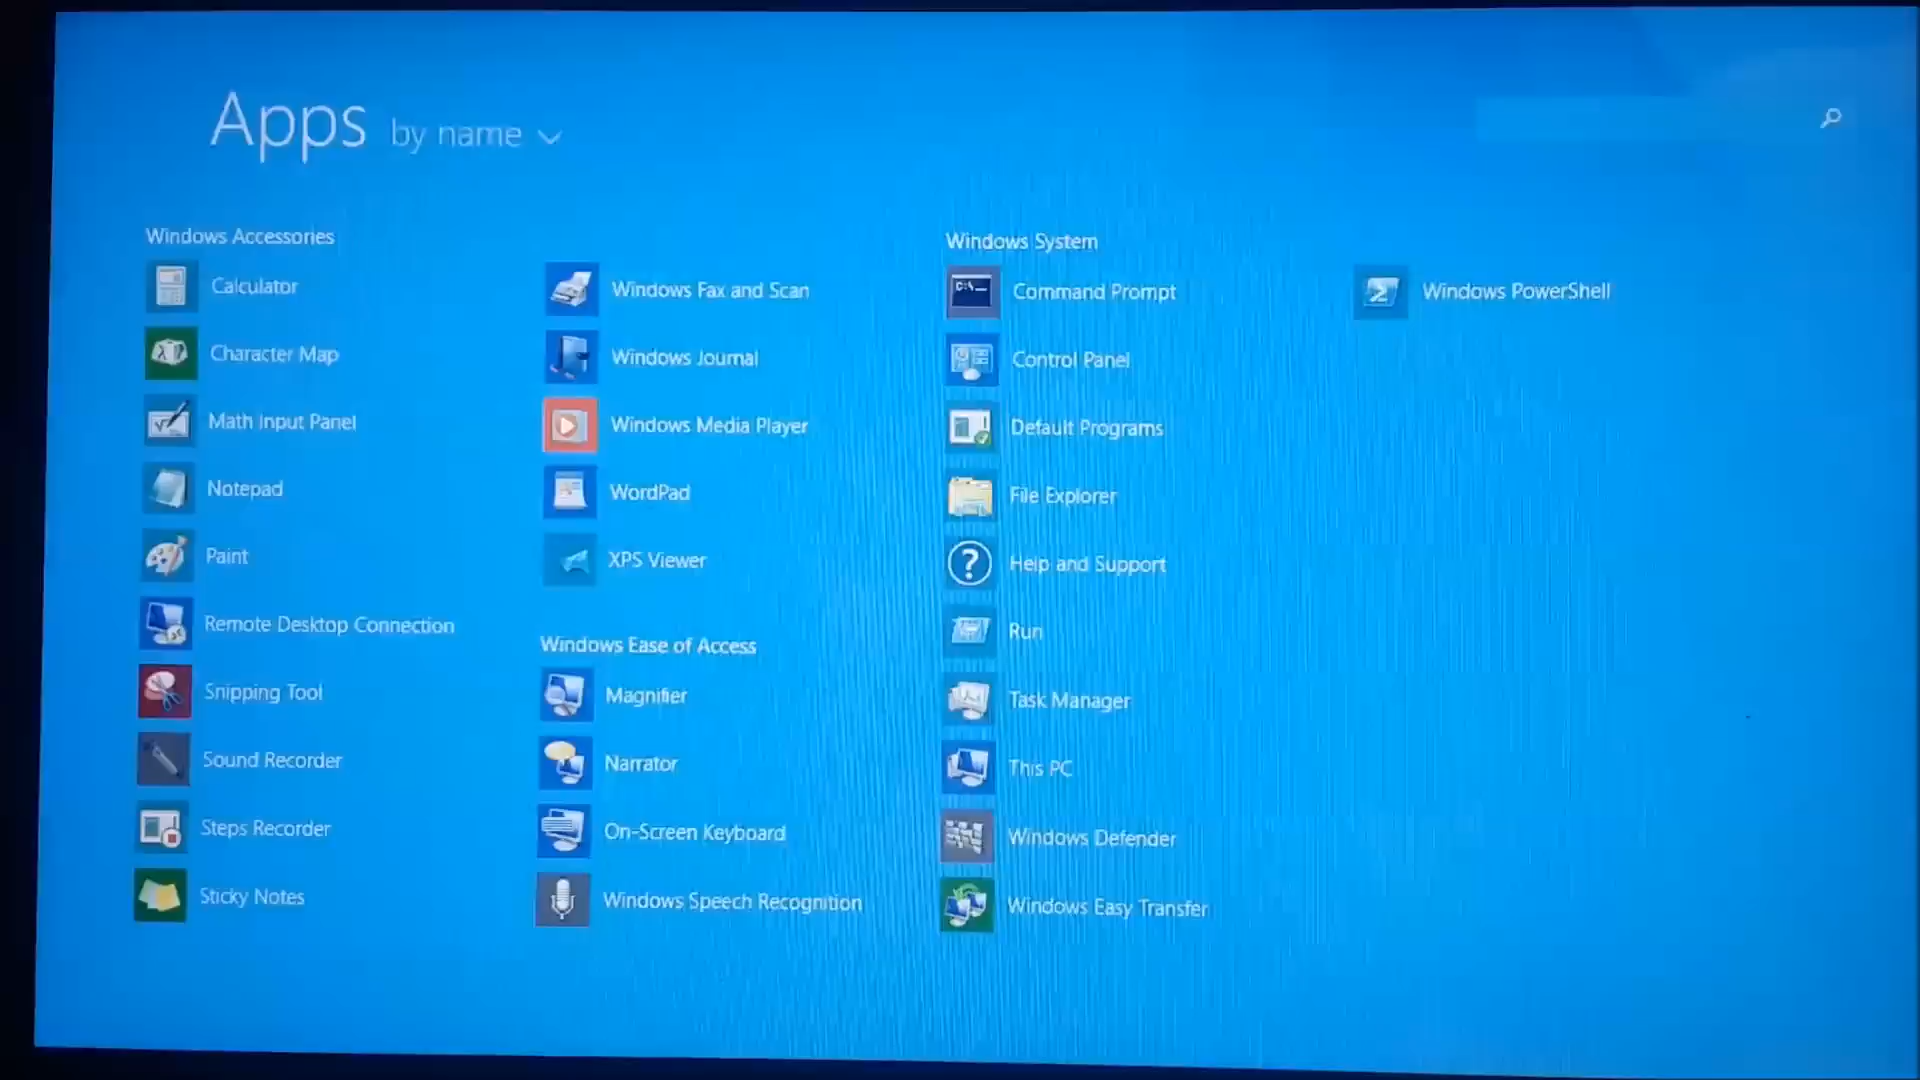 Apps by name
Windows Accessories
Calculator
Character Map
Math Input Panel
Notepad
Paint
Remote Desktop Connection
Snipping Tool
Sound Recorder
Steps Recorder
Sticky Notes
Windows Fax and Scan
Windows Journal
Windows Media Player
WordPad
XPS Viewer
Windows Ease of Access
Magnifier
Narrator
On-Screen Keyboard
Windows Speech Recognition
Windows System
Command Prompt
Control Panel
Default Programs
File Explorer
Help and Support
Run
Task Manager
This PC
Windows Defender
Windows Easy Transfer
Windows PowerShell